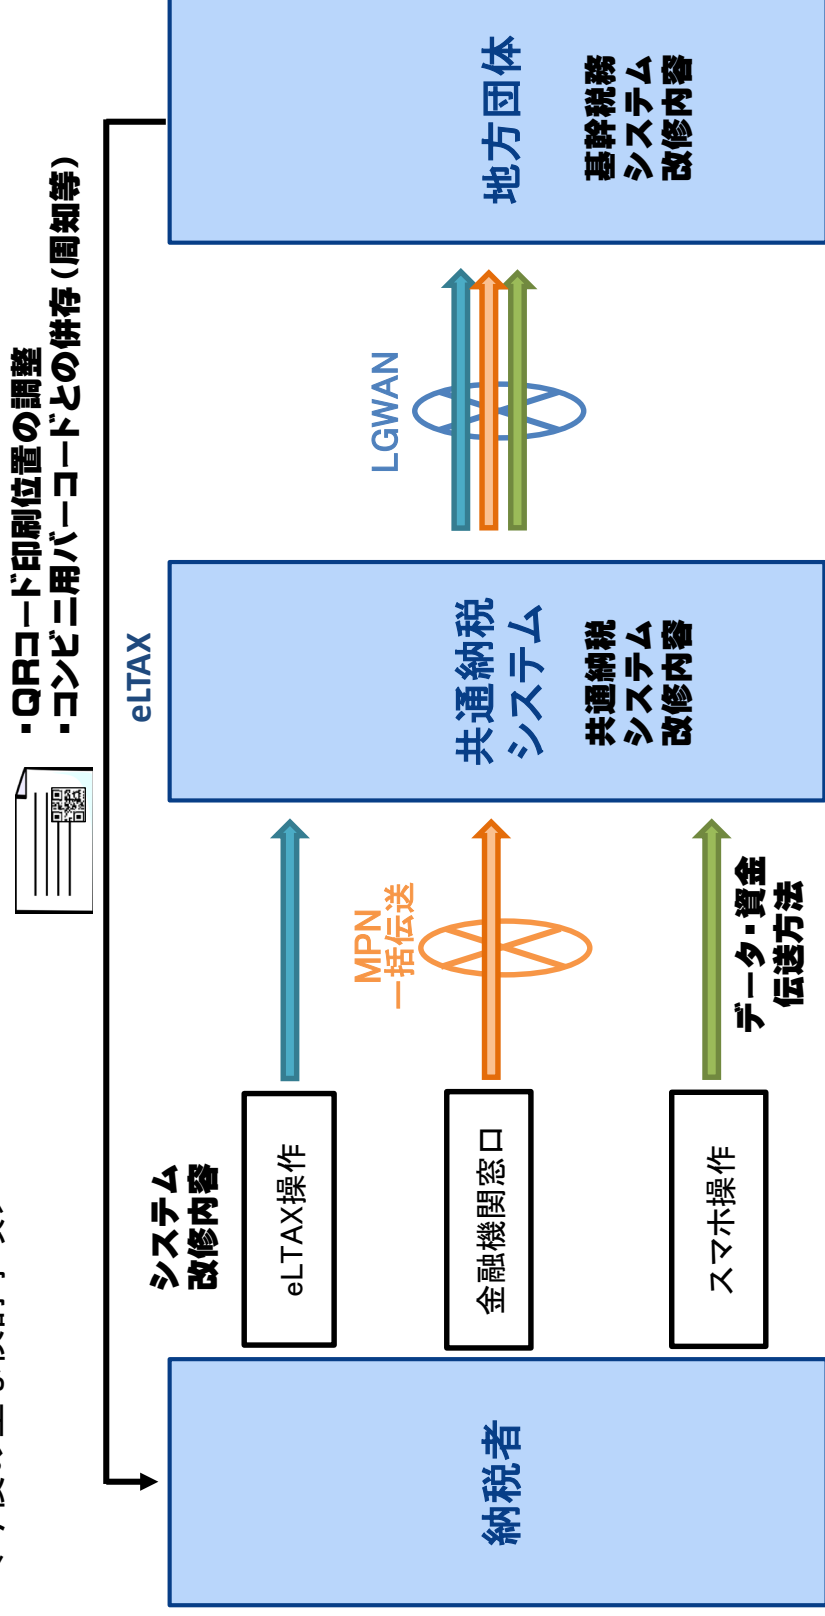 ・QRコード印刷位置の調整
・コンビニ用バーコードとの併存（周知等）
eLTAX
納税者
システム
改修内容
eLTAX操作
金融機関窓口
スマホ操作
MPN
一括伝送
データ・資金
伝送方法
共通納税
システム
共通納税
システム
改修内容
LGWAN
地方団体
基幹税務
システム
改修内容